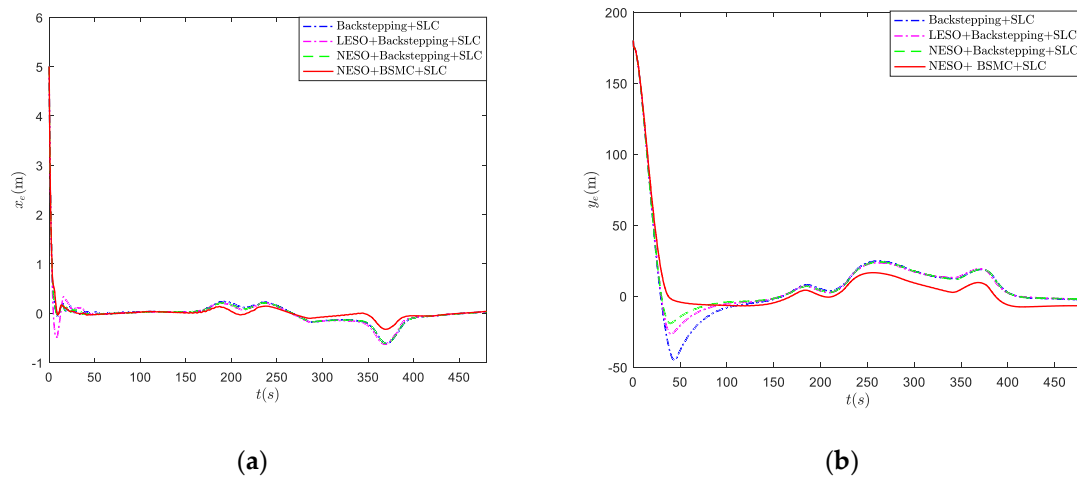 Backstepping+SLC
LESO+Backstepping+SLC
NESO+Backstepping+SLC
NESO+BSMC+SLC
6
5
4
3
2
1
0
-1
x_e(m)
0 50 100 150 200 250 300 350 400 450
t(s)
(a)
Backstepping+SLC
LESO+Backstepping+SLC
NESO+Backstepping+SLC
NESO+ BSMC+SLC
200
150
100
50
0
-50
y_e(m)
0 50 100 150 200 250 300 350 400 450
t(s)
(b)